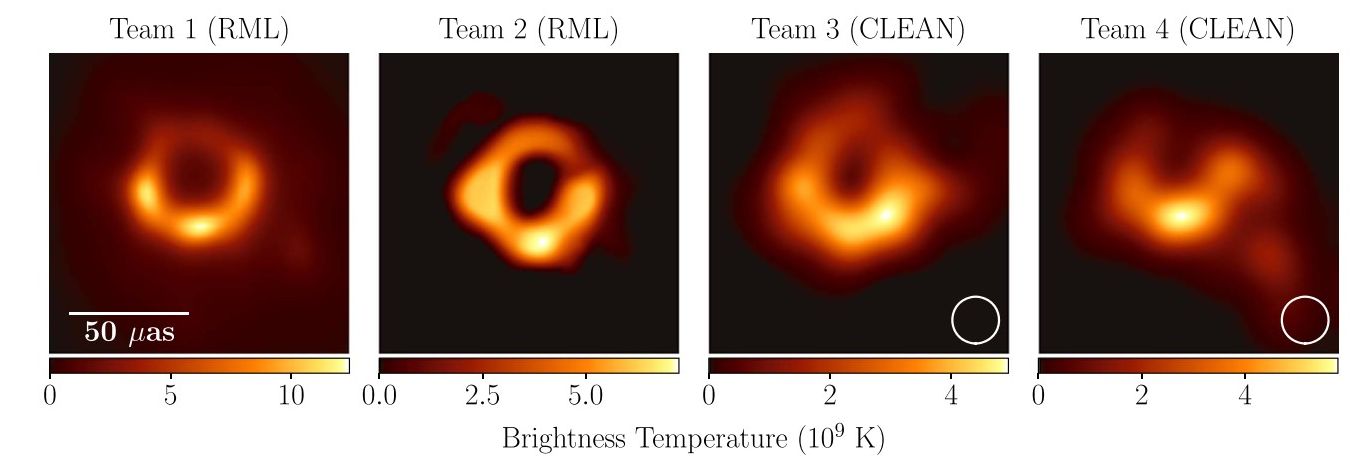 Team 1 (RML) Team 2 (RML) Team 3 (CLEAN) Team 4 (CLEAN)
50 μas
0 5 10 0.0 2.5 5.0 0 2 4 0 2 4
Brightness Temperature (10⁹ K)